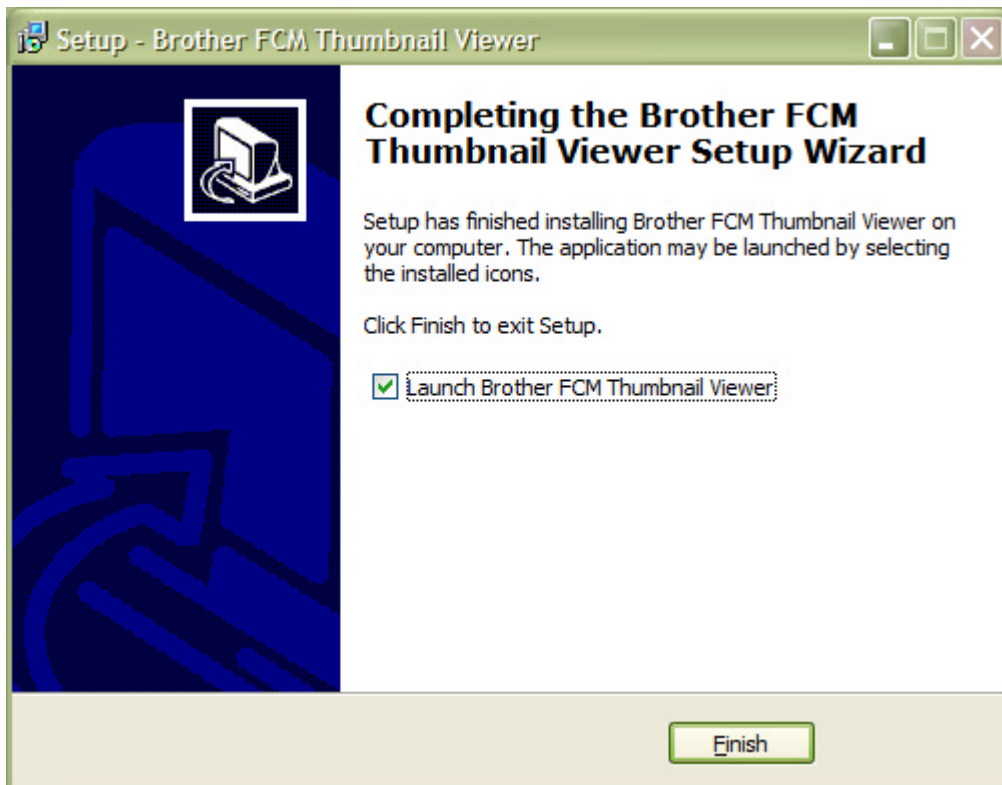 Setup - Brother FCM Thumbnail Viewer
Completing the Brother FCM
Thumbnail Viewer Setup Wizard
Setup has finished installing Brother FCM Thumbnail Viewer on
your computer. The application may be launched by selecting
the installed icons.
Click Finish to exit Setup.
Launch Brother FCM Thumbnail Viewer
Finish